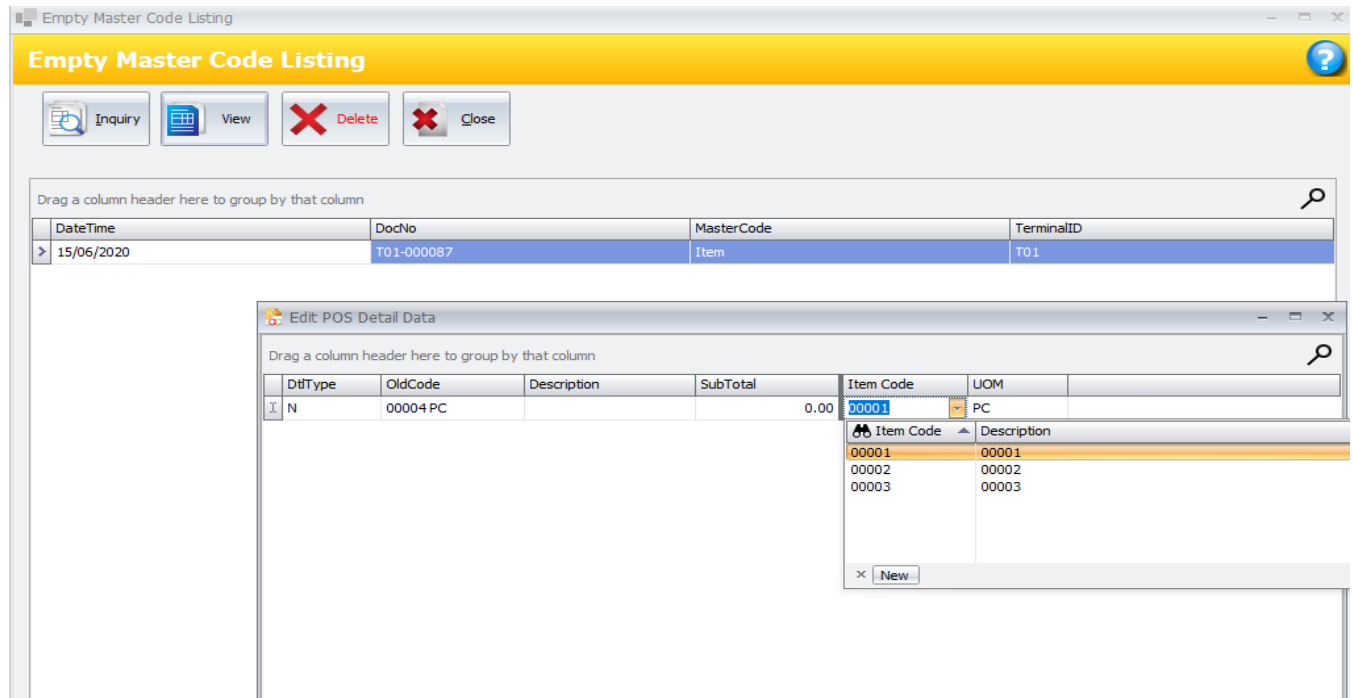 Empty Master Code Listing
Empty Master Code Listing
?
Inquiry View Delete Close
Drag a column header here to group by that column
DateTime DocNo MasterCode TerminalID
15/06/2020 T01-000087 Item T01
Edit POS Detail Data
Drag a column header here to group by that column
DtlType OldCode Description SubTotal Item Code UOM
N 00004 PC 0.00 00001 PC
Item Code Description
00001 00001
00002 00002
00003 00003
× New